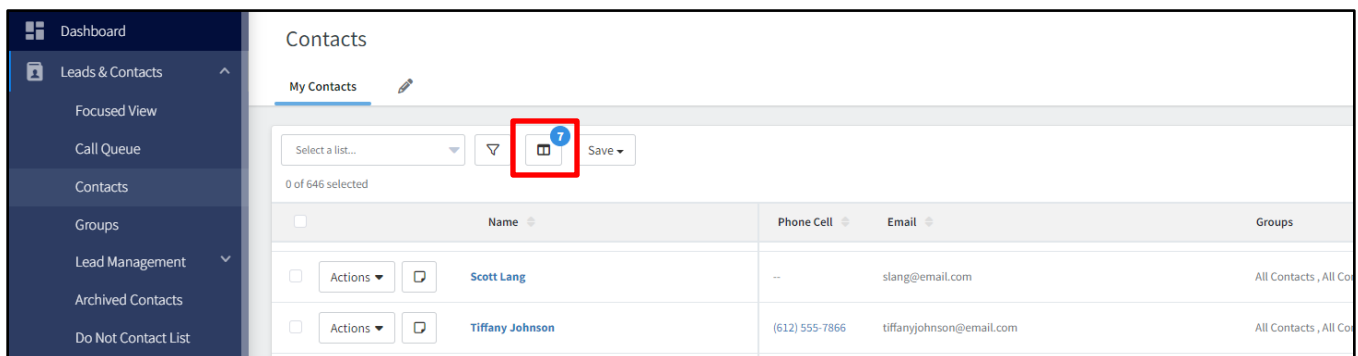 Dashboard
Leads & Contacts
Focused View
Call Queue
Contacts
Groups
Lead Management
Archived Contacts
Do Not Contact List
Contacts
My Contacts
Select a list...
7
Save
0 of 646 selected
Name Phone Cell Email Groups
Actions Scott Lang -- slang@email.com All Contacts , All
Actions Tiffany Johnson (612) 555-7866 tiffanyjohnson@email.com All Contacts , All